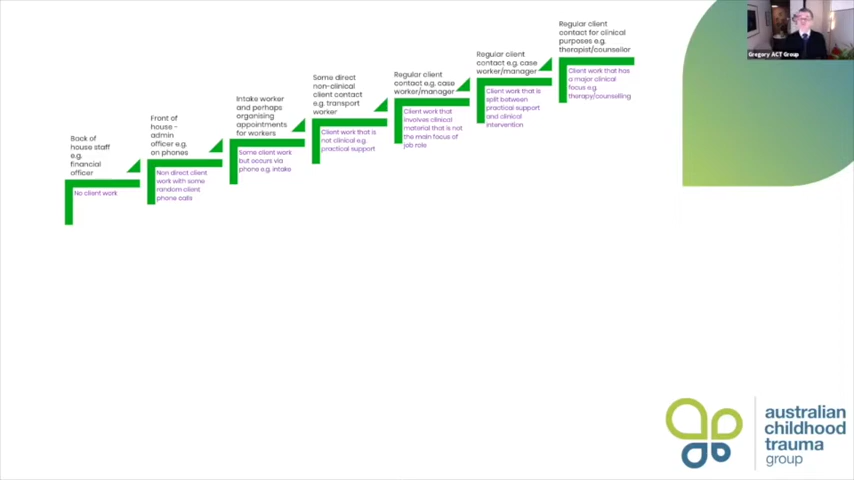 Back of
house staff
e.g.
financial
officer
No client work
Front of
house -
admin
officer e.g.
on phones
Non direct client
work with some
random client
phone calls
Intake worker
and perhaps
organising
appointments
for workers
Some client work
but occurs via
phone e.g. intake
Some direct
non-clinical
client contact
e.g. transport
worker
Client work that is
not clinical e.g.
practical support
Regular client
contact e.g. case
worker/manager
Client work that
involves clinical
material that is not
the main focus of
job role
Regular client
contact e.g. case
worker/manager
Client work that is
split between
practical support
and clinical
intervention
Regular client
contact for clinical
purposes e.g.
therapist/counsellor
Client work that has
a major clinical
focus e.g.
therapy/counselling
Gregory ACT Group
australian
childhood
trauma
group